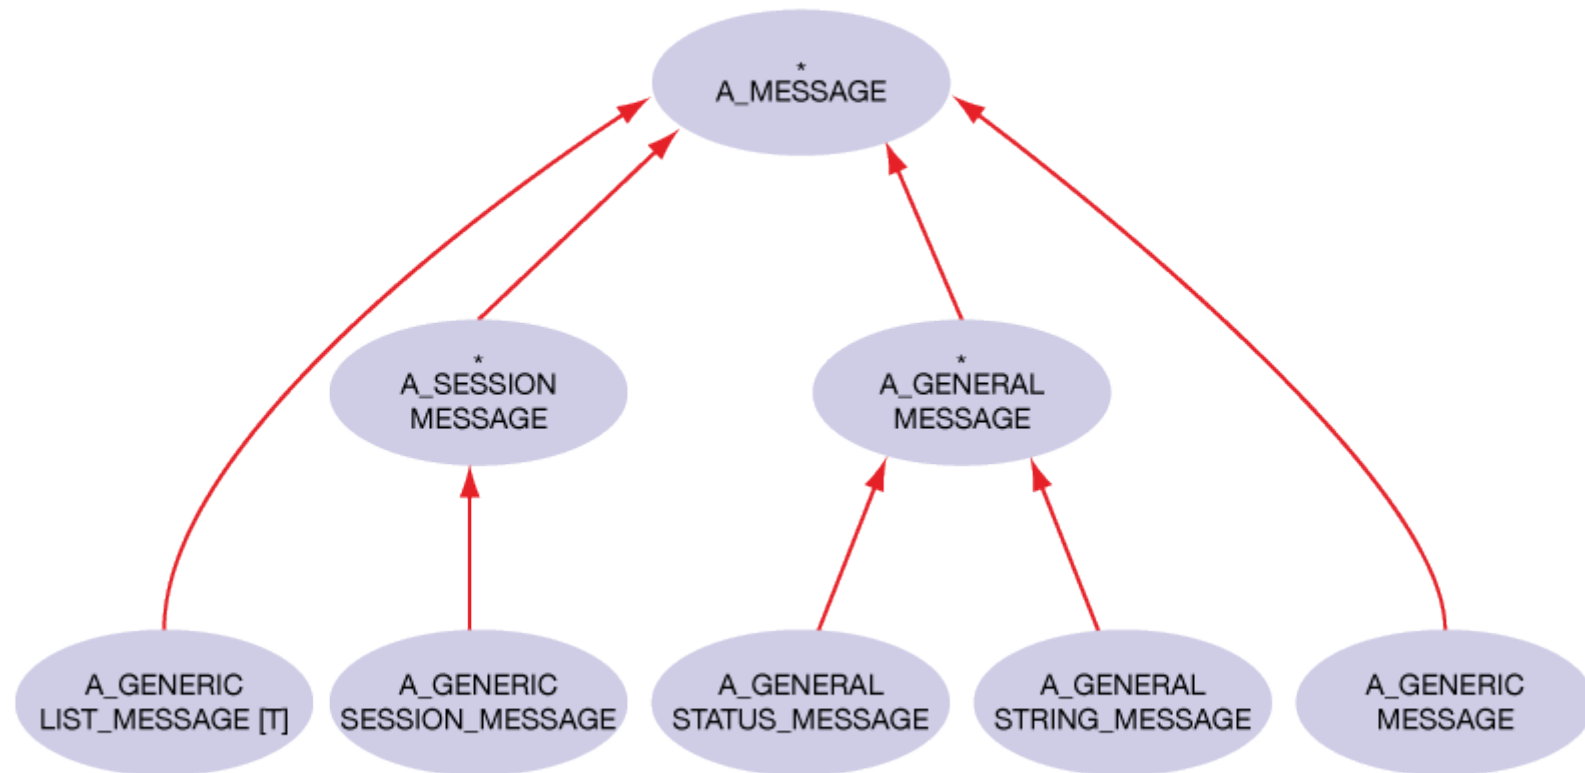 *
A_MESSAGE
*
A_SESSION
MESSAGE
*
A_GENERAL
MESSAGE
A_GENERIC
LIST_MESSAGE [T]
A_GENERIC
SESSION_MESSAGE
A_GENERAL
STATUS_MESSAGE
A_GENERAL
STRING_MESSAGE
A_GENERIC
MESSAGE